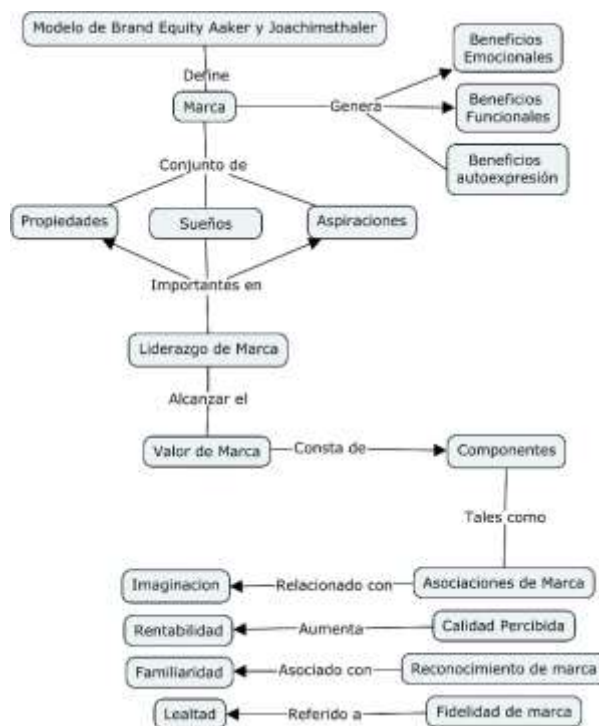 Modelo de Brand Equity Aaker y Joachimsthaler
Beneficios
Emocionales
Define
Marca
Genera
Beneficios
Funcionales
Conjunto de
Beneficios
autoexpresión
Propiedades
Sueños
Aspiraciones
Importantes en
Liderazgo de Marca
Alcanzar el
Valor de Marca
Consta de
Componentes
Tales como
Imaginacion
Relacionado con
Asociaciones de Marca
Rentabilidad
Aumenta
Calidad Percibida
Familiaridad
Asociado con
Reconocimiento de marca
Lealtad
Referido a
Fidelidad de marca